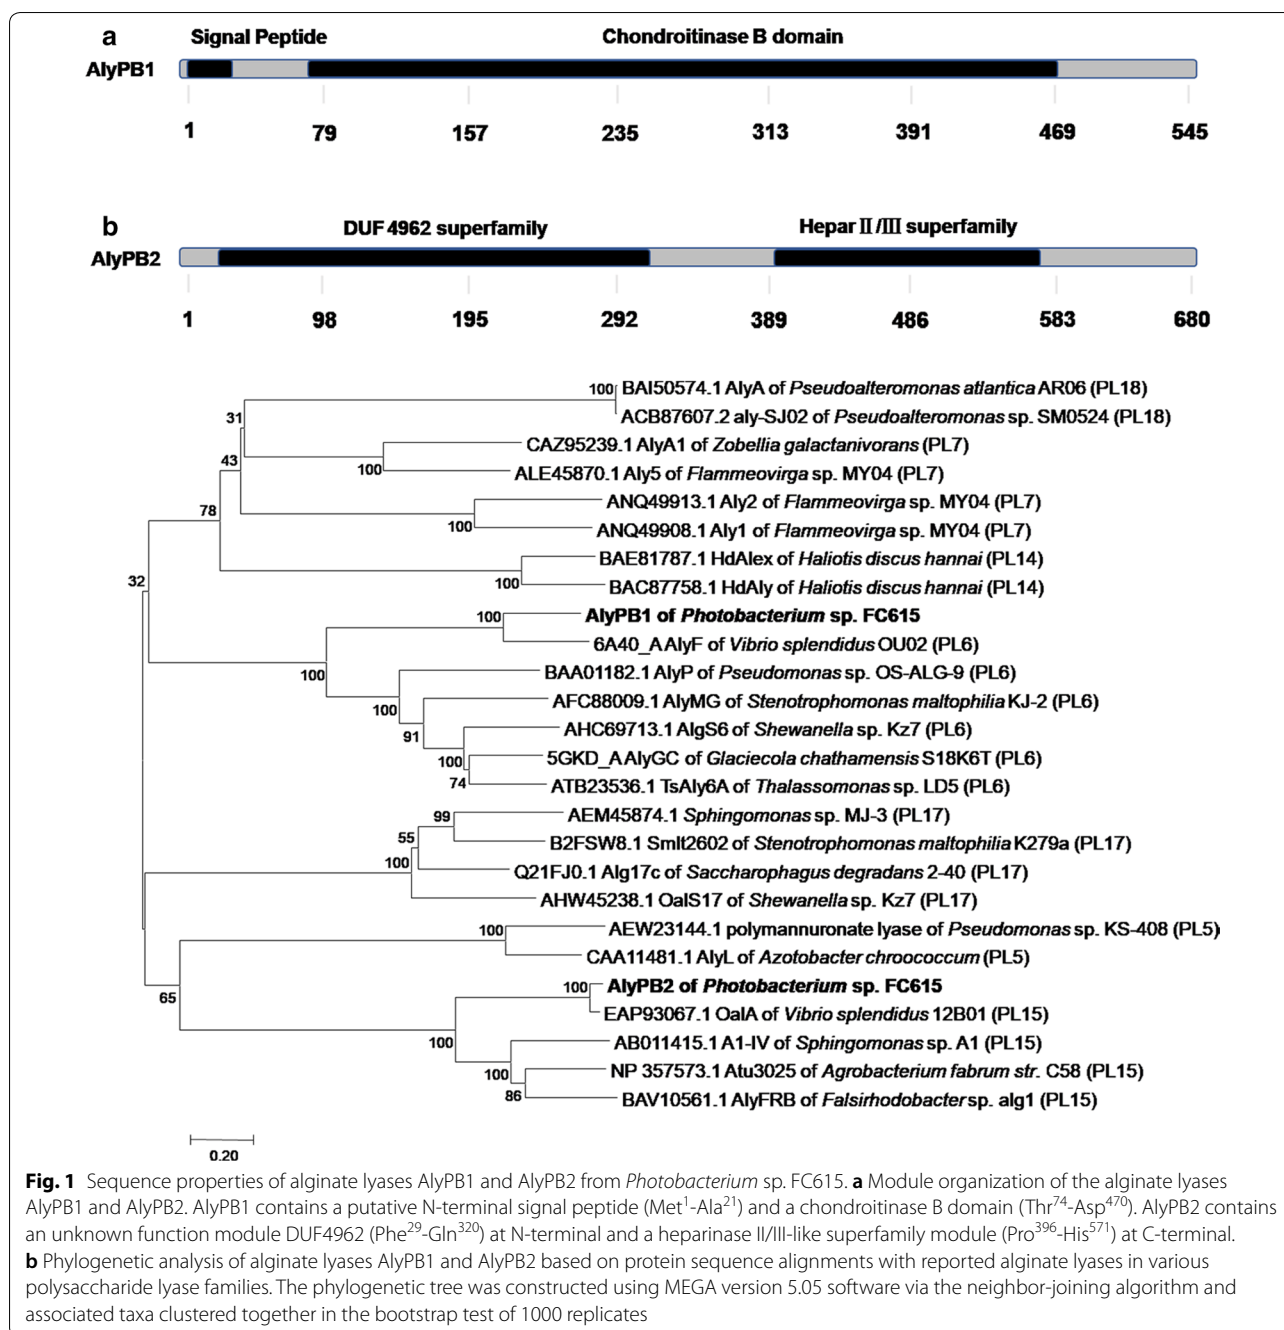 a
Signal Peptide
Chondroitinase B domain
AlyPB1
1 79 157 235 313 391 469 545
b
DUF 4962 superfamily
Hepar Ⅱ/Ⅲ superfamily
AlyPB2
1 98 195 292 389 486 583 680
100 BAI50574.1 AlyA of Pseudoalteromonas atlantica AR06 (PL18)
ACB87607.2 aly-SJ02 of Pseudoalteromonas sp. SM0524 (PL18)
31
CAZ95239.1 AlyA1 of Zobellia galactanivorans (PL7)
43
100
ALE45870.1 Aly5 of Flammeovirga sp. MY04 (PL7)
ANQ49913.1 Aly2 of Flammeovirga sp. MY04 (PL7)
78
100
ANQ49908.1 Aly1 of Flammeovirga sp. MY04 (PL7)
BAE81787.1 HdAlex of Haliotis discus hannai (PL14)
32
100
BAC87758.1 HdAly of Haliotis discus hannai (PL14)
100
AlyPB1 of Photobacterium sp. FC615
6A40_A AlyF of Vibrio splendidus OU02 (PL6)
100
BAA01182.1 AlyP of Pseudomonas sp. OS-ALG-9 (PL6)
100
AFC88009.1 AlyMG of Stenotrophomonas maltophilia KJ-2 (PL6)
91
AHC69713.1 AlgS6 of Shewanella sp. Kz7 (PL6)
100
5GKD_A AlyGC of Glaciecola chathamensis S18K6T (PL6)
74
ATB23536.1 TsAly6A of Thalassomonas sp. LD5 (PL6)
99
AEM45874.1 Sphingomonas sp. MJ-3 (PL17)
55
B2FSW8.1 Smlt2602 of Stenotrophomonas maltophilia K279a (PL17)
100
Q21FJ0.1 Alg17c of Saccharophagus degradans 2-40 (PL17)
AHW45238.1 OalS17 of Shewanella sp. Kz7 (PL17)
100
AEW23144.1 polymannuronate lyase of Pseudomonas sp. KS-408 (PL5)
CAA11481.1 AlyL of Azotobacter chroococcum (PL5)
65
100
AlyPB2 of Photobacterium sp. FC615
EAP93067.1 OalA of Vibrio splendidus 12B01 (PL15)
100
AB011415.1 A1-IV of Sphingomonas sp. A1 (PL15)
100
NP 357573.1 Atu3025 of Agrobacterium fabrum str. C58 (PL15)
86
BAV10561.1 AlyFRB of Falsirhodobacter sp. alg1 (PL15)
0.20
Fig. 1 Sequence properties of alginate lyases AlyPB1 and AlyPB2 from Photobacterium sp. FC615. a Module organization of the alginate lyases
AlyPB1 and AlyPB2. AlyPB1 contains a putative N-terminal signal peptide (Met1-Ala21) and a chondroitinase B domain (Thr74-Asp470). AlyPB2 contains
an unknown function module DUF4962 (Phe29-Gln320) at N-terminal and a heparinase II/III-like superfamily module (Pro396-His571) at C-terminal.
b Phylogenetic analysis of alginate lyases AlyPB1 and AlyPB2 based on protein sequence alignments with reported alginate lyases in various
polysaccharide lyase families. The phylogenetic tree was constructed using MEGA version 5.05 software via the neighbor-joining algorithm and
associated taxa clustered together in the bootstrap test of 1000 replicates